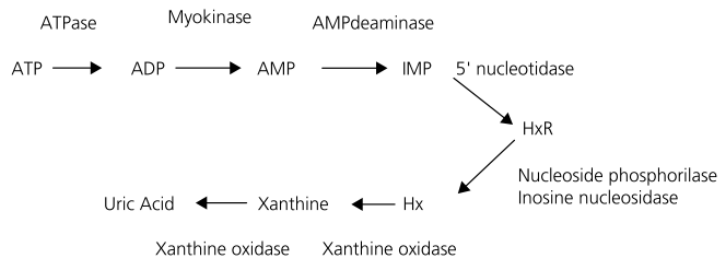 ATPase Myokinase AMPdeaminase
ATP ADP AMP IMP 5' nucleotidase
HxR
Nucleoside phosphorilase
Inosine nucleosidase
Uric Acid Xanthine Hx
Xanthine oxidase Xanthine oxidase